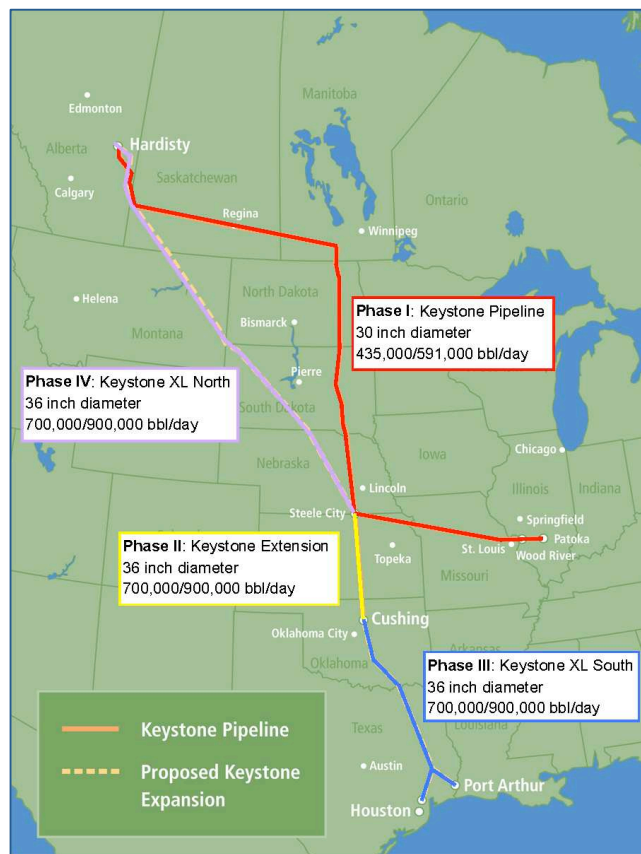 Manitoba
Edmonton
Alberta
Hardisty
Saskatchewan
Calgary
Ontario
Regina
Winnipeg
North Dakota
Helena
Bismarck
Montana
Phase I: Keystone Pipeline
30 inch diameter
435,000/591,000 bbl/day
Pierre
South Dakota
Phase IV: Keystone XL North
36 inch diameter
700,000/900,000 bbl/day
Iowa
Chicago
Nebraska
Lincoln
Illinois
Indiana
Steele City
Springfield
Patoka
St. Louis
Wood River
Phase II: Keystone Extension
36 inch diameter
700,000/900,000 bbl/day
Topeka
Missouri
Cushing
Oklahoma City
Arkansas
Oklahoma
Phase III: Keystone XL South
36 inch diameter
700,000/900,000 bbl/day
Texas
Louisiana
Keystone Pipeline
Proposed Keystone
Expansion
Austin
Port Arthur
Houston